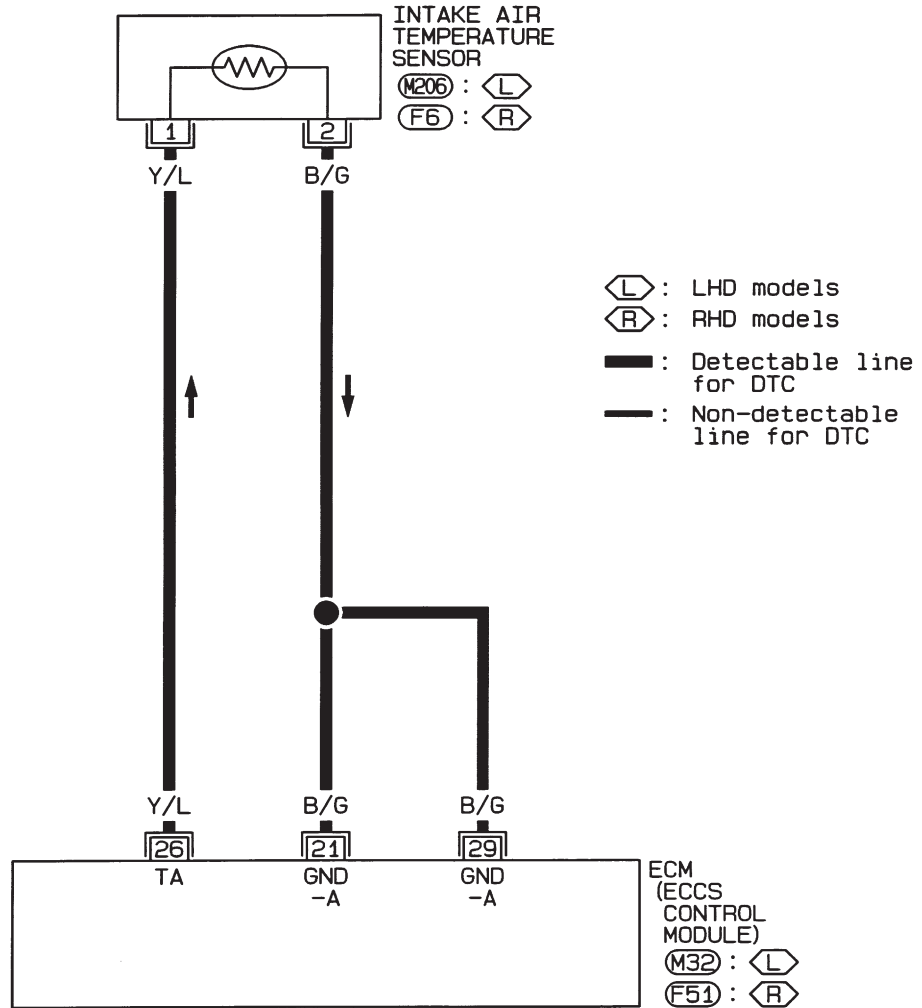 INTAKE AIR
TEMPERATURE
SENSOR
M206 : L
F6 : R
1 2
Y/L B/G
L : LHD models
R : RHD models
: Detectable line
for DTC
: Non-detectable
line for DTC
Y/L B/G B/G
26 21 29
TA GND GND
-A -A
ECM
(ECCS
CONTROL
MODULE)
M32 : L
F51 : R